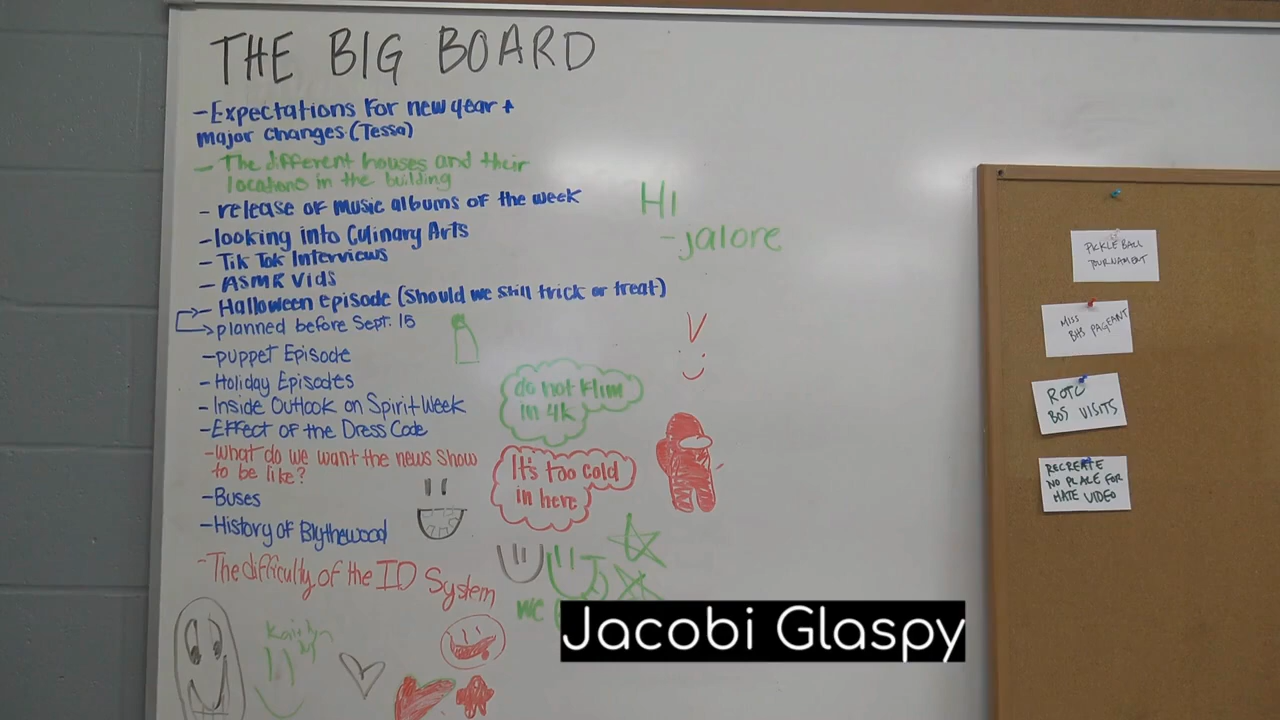 THE BIG BOARD
- Expectations for new year +
major changes (Tessa)
- The different houses and their
locations in the building
- release of music albums of the week
- looking into Culinary Arts
- Tik Tok Interviews
- ASMR Vids
- Halloween episode (Should we still trick or treat)
planned before Sept. 15
- puppet Episode
- Holiday Episodes
- Inside Outlook on Spirit Week
- Effect of the Dress Code
- What do we want the news show
to be like?
- Buses
- History of Blythewood
- The difficulty of the ID System
HI
- jalore
V
do not film
in 4k
It's too cold
in here
we
Kaitlyn
Jacobi Glaspy
PICKLE BALL
TOURNAMENT
MISS
BHS PAGEANT
ROTC
BOS VISITS
RECREATE
NO PLACE FOR
HATE VIDEO